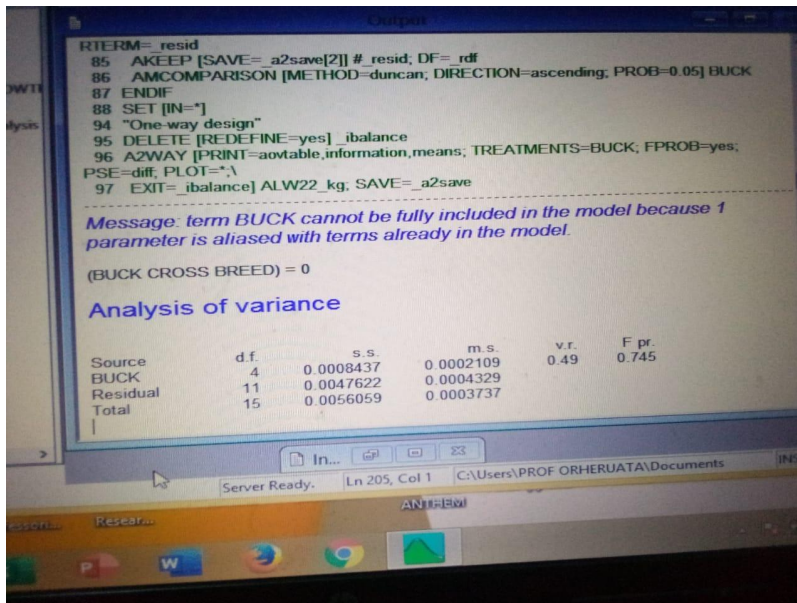 Output
RTERM=_resid
85 AKEEP [SAVE=_a2save[2]] #_resid; DF=_rdf
86 AMCOMPARISON [METHOD=duncan; DIRECTION=ascending; PROB=0.05] BUCK
87 ENDIF
88 SET [IN=*]
94 "One-way design"
95 DELETE [REDEFINE=yes] _ibalance
96 A2WAY [PRINT=aovtable,information,means; TREATMENTS=BUCK; FPROB=yes;
PSE=diff; PLOT=*;\
97 EXIT=_ibalance] ALW22_kg; SAVE=_a2save
Message: term BUCK cannot be fully included in the model because 1
parameter is aliased with terms already in the model.
(BUCK CROSS BREED) = 0
Analysis of variance
Source d.f. s.s. m.s. v.r. F pr.
BUCK 4 0.0008437 0.0002109 0.49 0.745
Residual 11 0.0047622 0.0004329
Total 15 0.0056059 0.0003737
In...
Server Ready. Ln 205, Col 1 C:\Users\PROF ORHERUATA\Documents
ANTHEM
Resear...